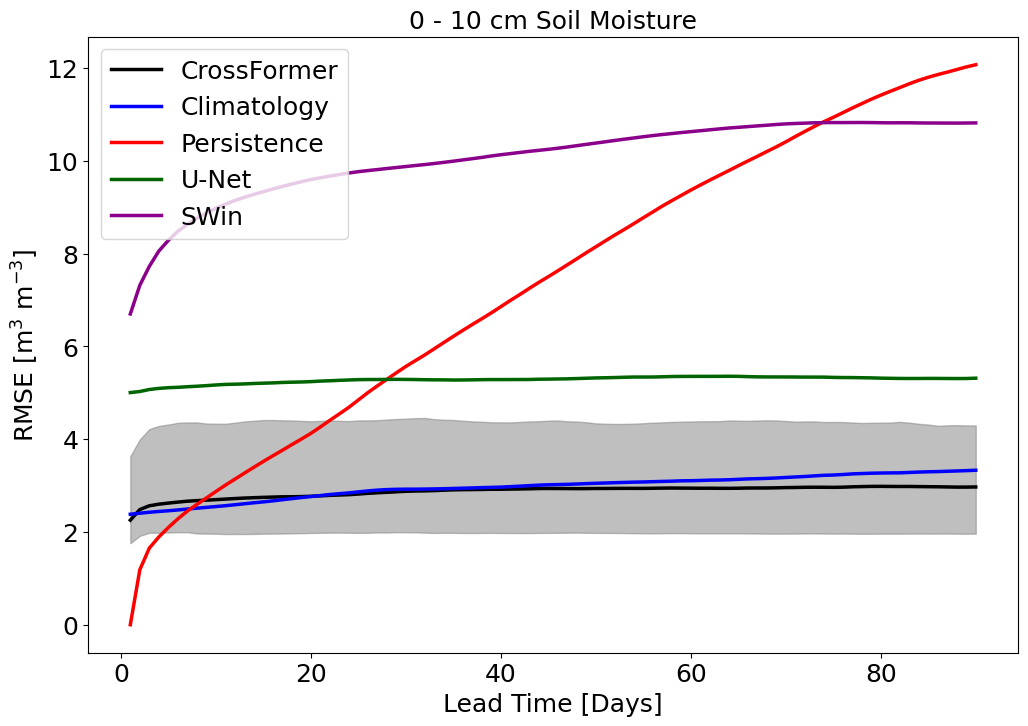 0 - 10 cm Soil Moisture
CrossFormer
Climatology
Persistence
U-Net
SWin
RMSE [m³ m⁻³]
12
10
8
6
4
2
0
0 20 40 60 80
Lead Time [Days]